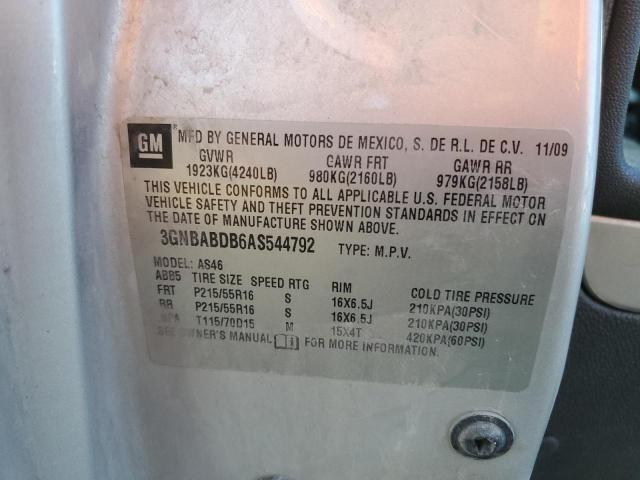 GM® MFD BY GENERAL MOTORS DE MEXICO, S. DE R.L. DE C.V. 11/09
GVWR GAWR FRT GAWR RR
1923KG(4240LB) 980KG(2160LB) 979KG(2158LB)
THIS VEHICLE CONFORMS TO ALL APPLICABLE U.S. FEDERAL MOTOR
VEHICLE SAFETY AND THEFT PREVENTION STANDARDS IN EFFECT ON
THE DATE OF MANUFACTURE SHOWN ABOVE.
3GNBABDB6AS544792 TYPE: M.P.V.
MODEL: AS46
ABB5 TIRE SIZE SPEED RTG RIM COLD TIRE PRESSURE
FRT P215/55R16 S 16X6.5J 210KPA(30PSI)
RR P215/55R16 S 16X6.5J 210KPA(30PSI)
SPA T115/70D15 M 15X4T 420KPA(60PSI)
SEE OWNER'S MANUAL FOR MORE INFORMATION.